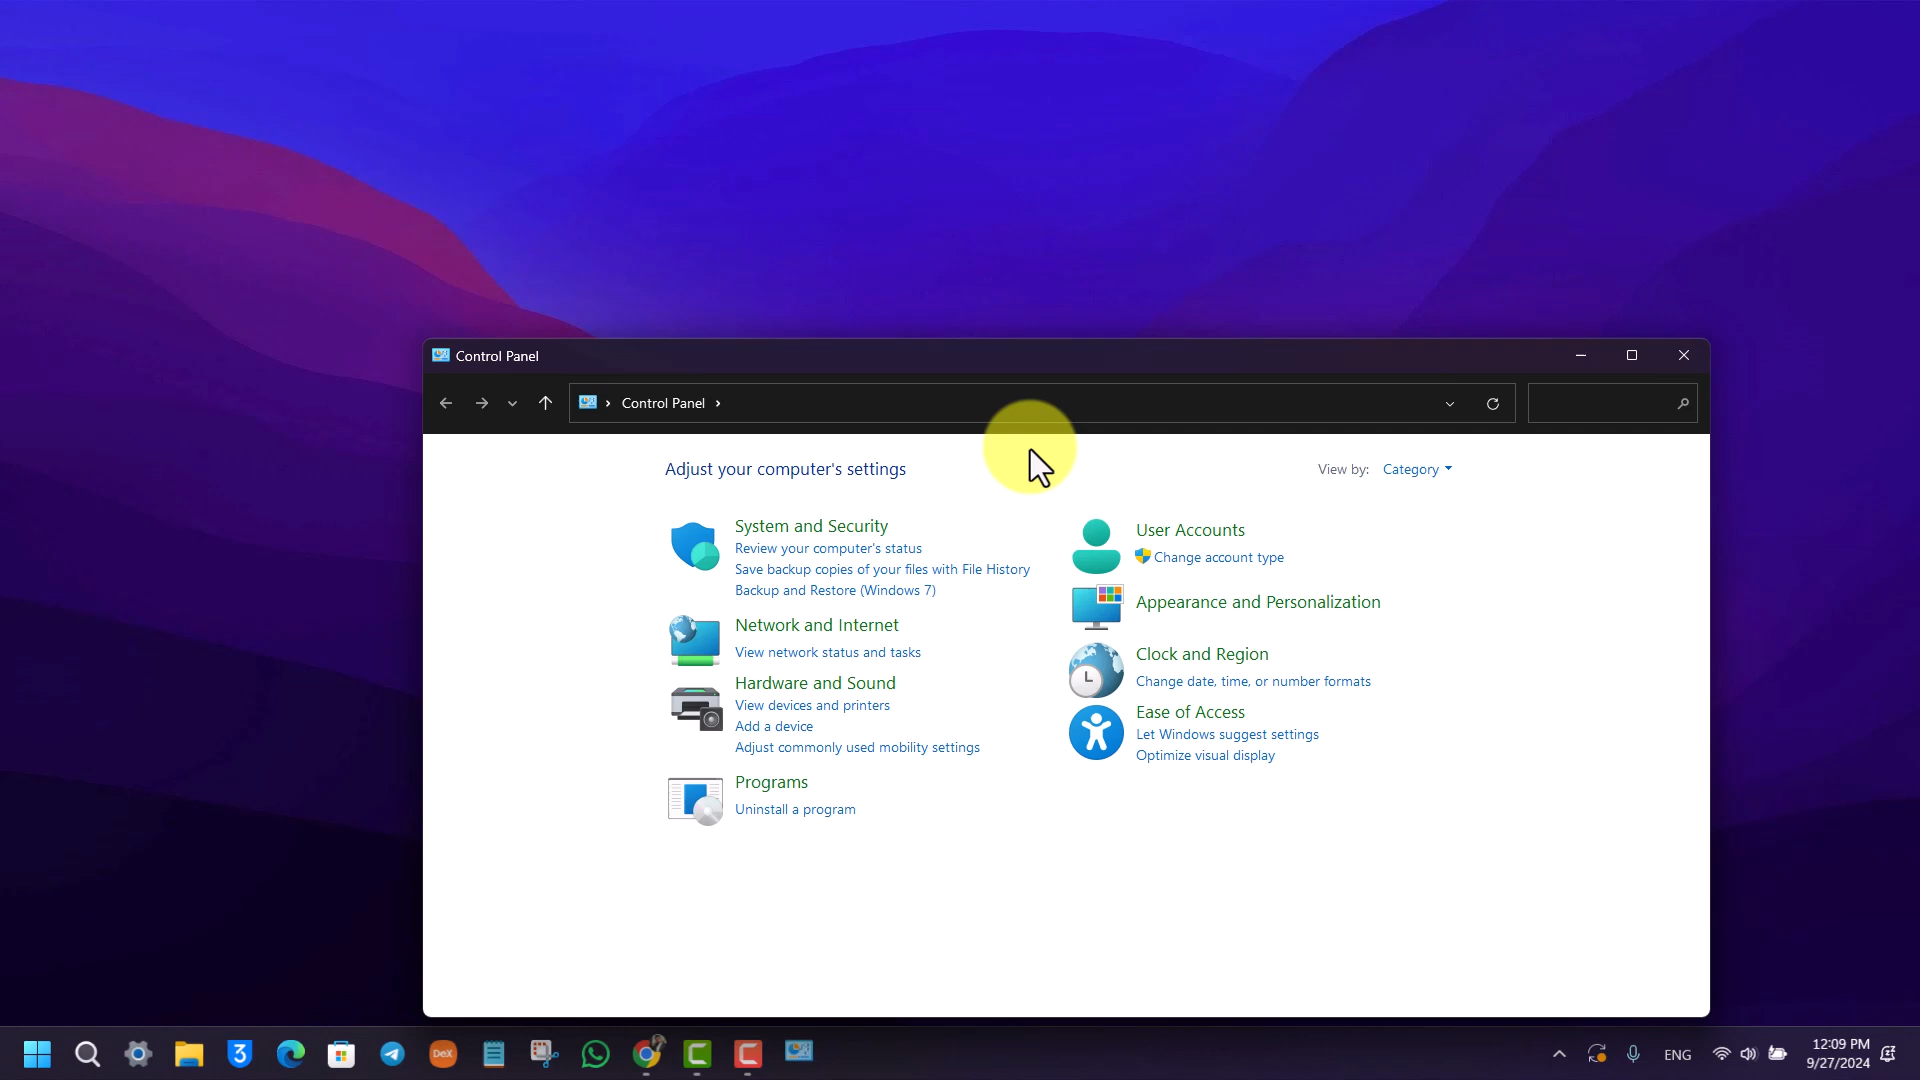 Control Panel
Control Panel
Adjust your computer's settings
View by: Category
System and Security
Review your computer's status
Save backup copies of your files with File History
Backup and Restore (Windows 7)
Network and Internet
View network status and tasks
Hardware and Sound
View devices and printers
Add a device
Adjust commonly used mobility settings
Programs
Uninstall a program
User Accounts
Change account type
Appearance and Personalization
Clock and Region
Change date, time, or number formats
Ease of Access
Let Windows suggest settings
Optimize visual display
3
DeX
ENG
12:09 PM
9/27/2024